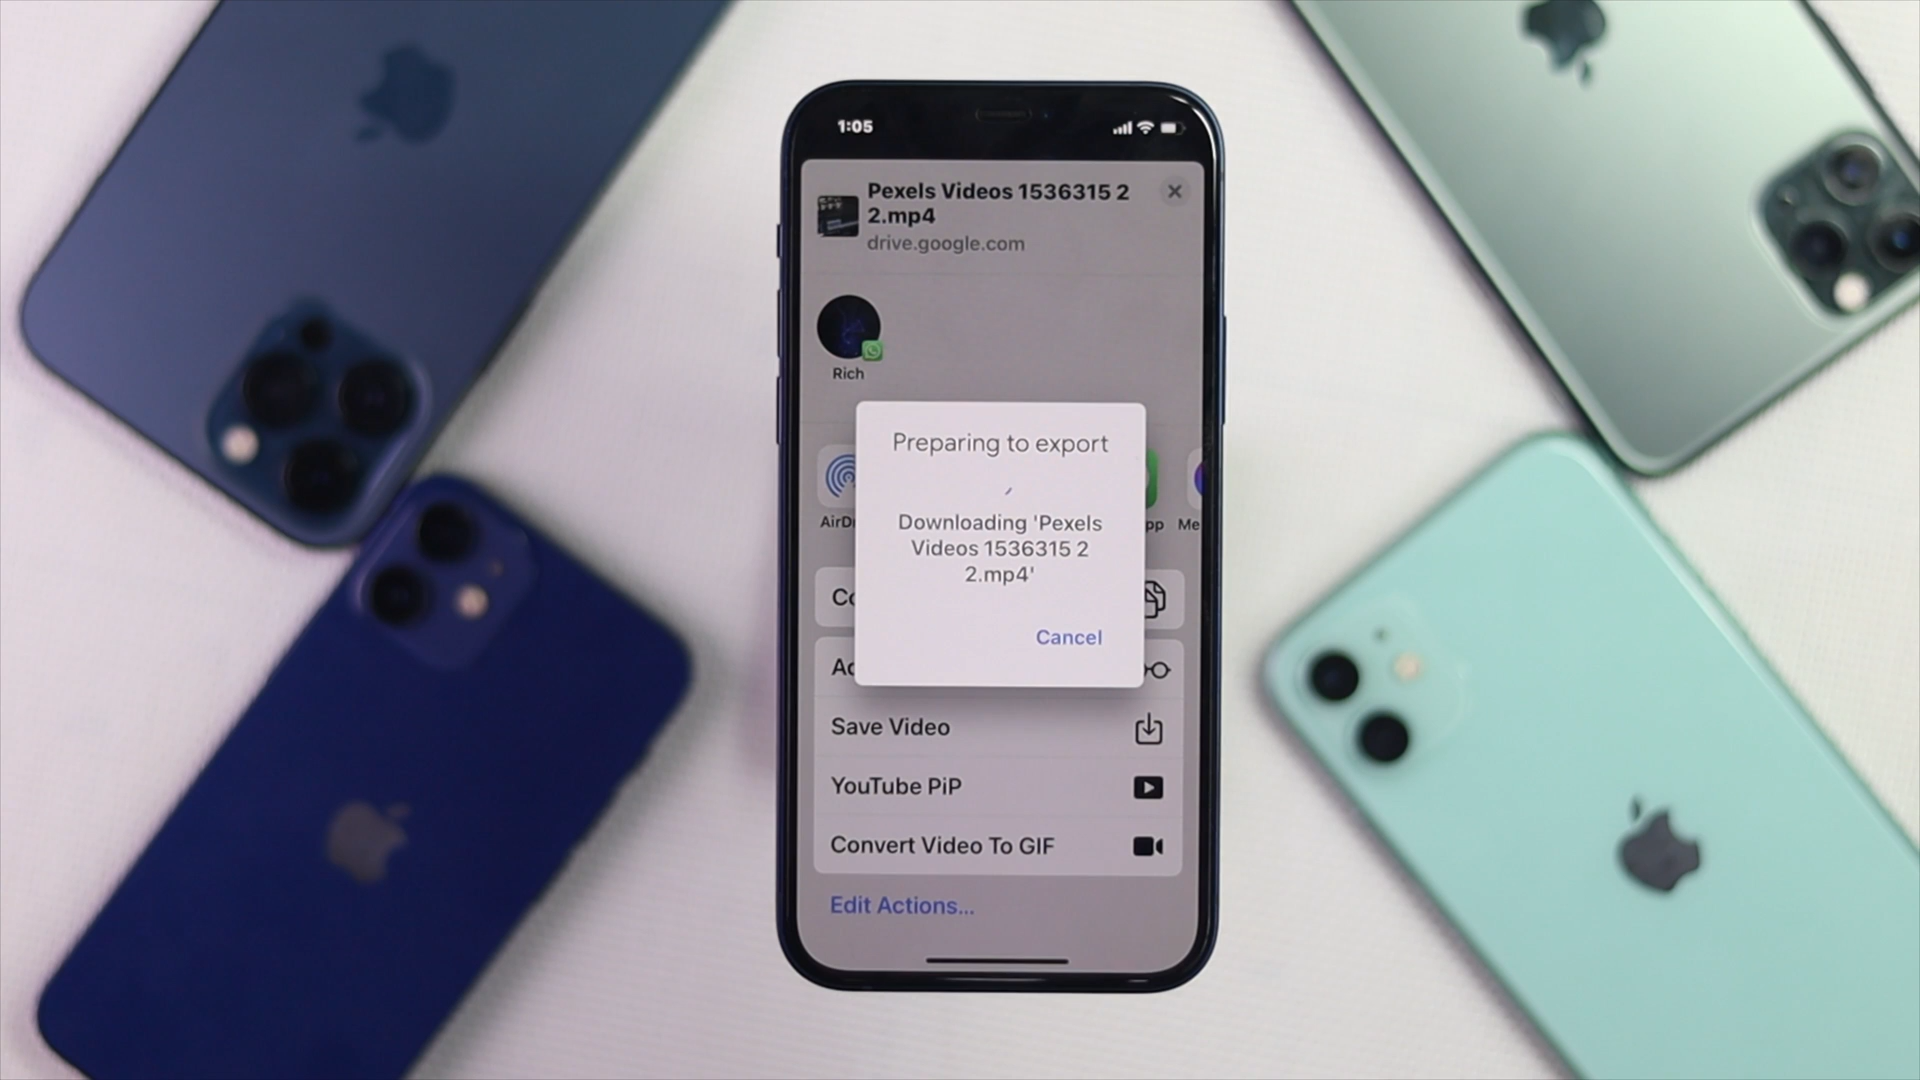 1:05
Pexels Videos 1536315 2
2.mp4
drive.google.com
Rich
Preparing to export
Downloading 'Pexels
Videos 1536315 2
2.mp4'
Cancel
Save Video
YouTube PiP
Convert Video To GIF
Edit Actions...